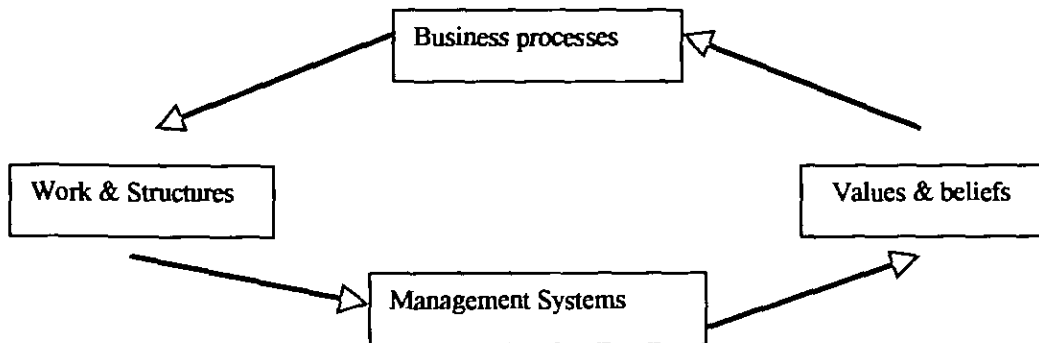 Business processes
Work & Structures
Values & beliefs
Management Systems